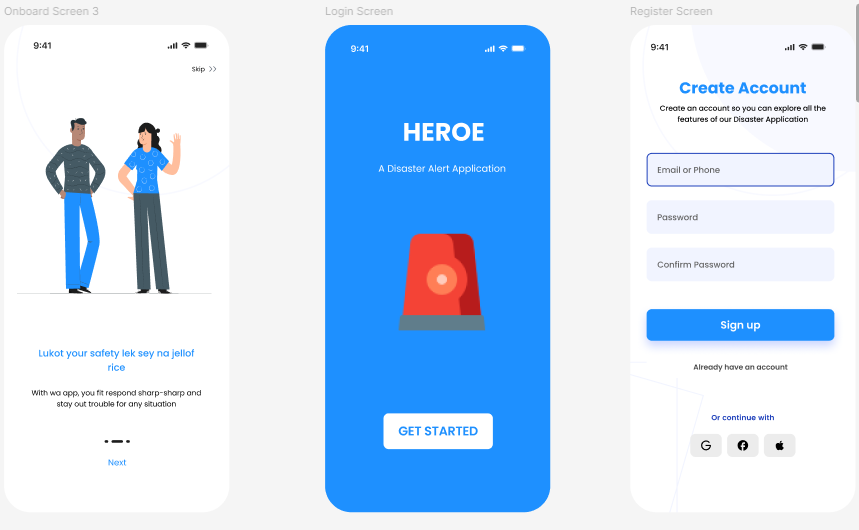 Onboard Screen 3
9:41
Skip
Lukot your safety lek sey na jellof
rice
With wa app, you fit respond sharp-sharp and
stay out trouble for any situation
Next
Login Screen
9:41
HEROE
A Disaster Alert Application
GET STARTED
Register Screen
9:41
Create Account
Create an account so you can explore all the
features of our Disaster Application
Email or Phone
Password
Confirm Password
Sign up
Already have an account
Or continue with